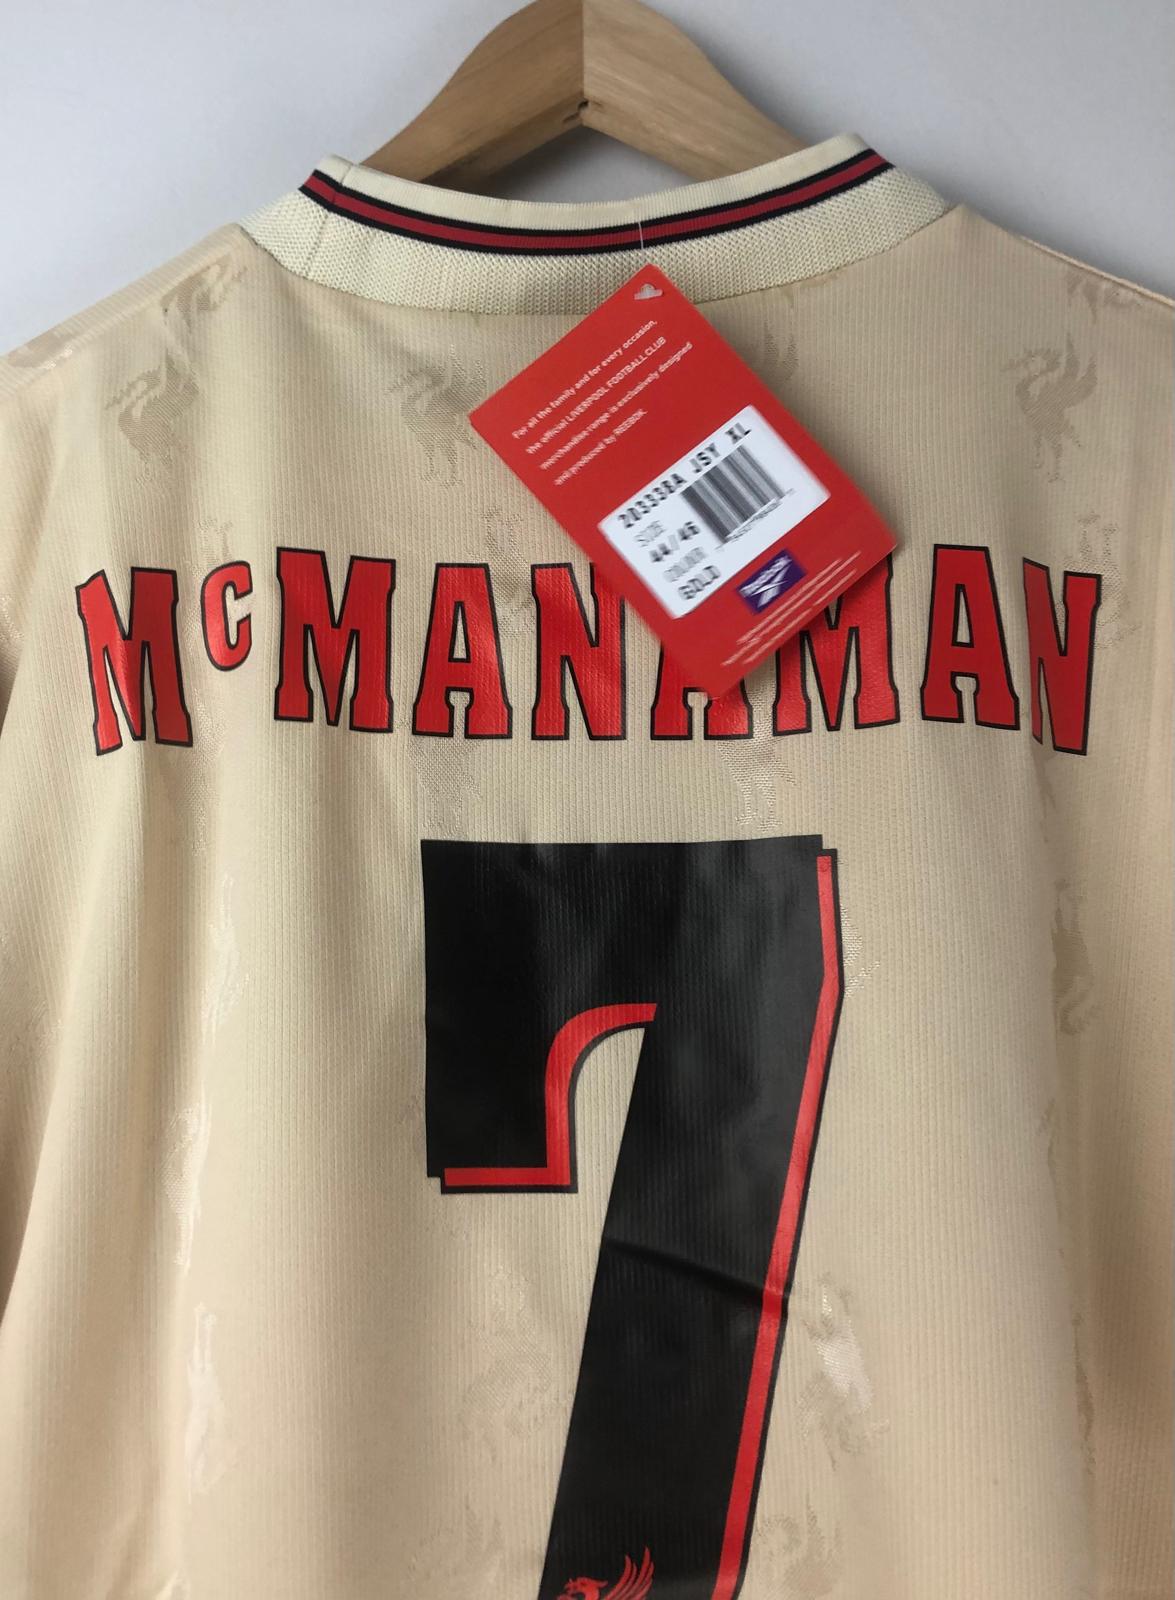 For all the family and for every occasion,
the official LIVERPOOL FOOTBALL CLUB
merchandise range is exclusively designed
and produced by REEBOK.
203338A JSY XL
SIZE
44/46
COLOUR
GOLD
Reebok
McMANAMAN
7